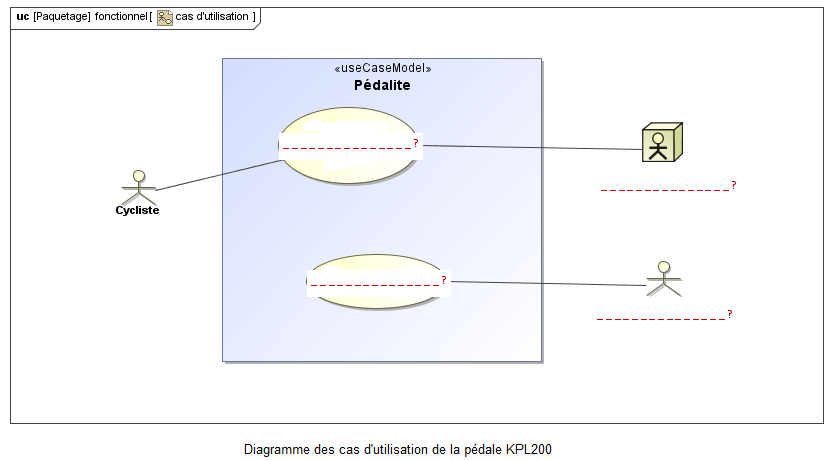 uc [Paquetage] fonctionnel[ cas d'utilisation ]
«useCaseModel»
Pédalite
_ _ _ _ _ _ _ _ _ _ _ _ _ _ ?
_ _ _ _ _ _ _ _ _ _ _ _ _ _ ?
Cycliste
_ _ _ _ _ _ _ _ _ _ _ _ _ _ ?
_ _ _ _ _ _ _ _ _ _ _ _ _ _ ?
Diagramme des cas d'utilisation de la pédale KPL200